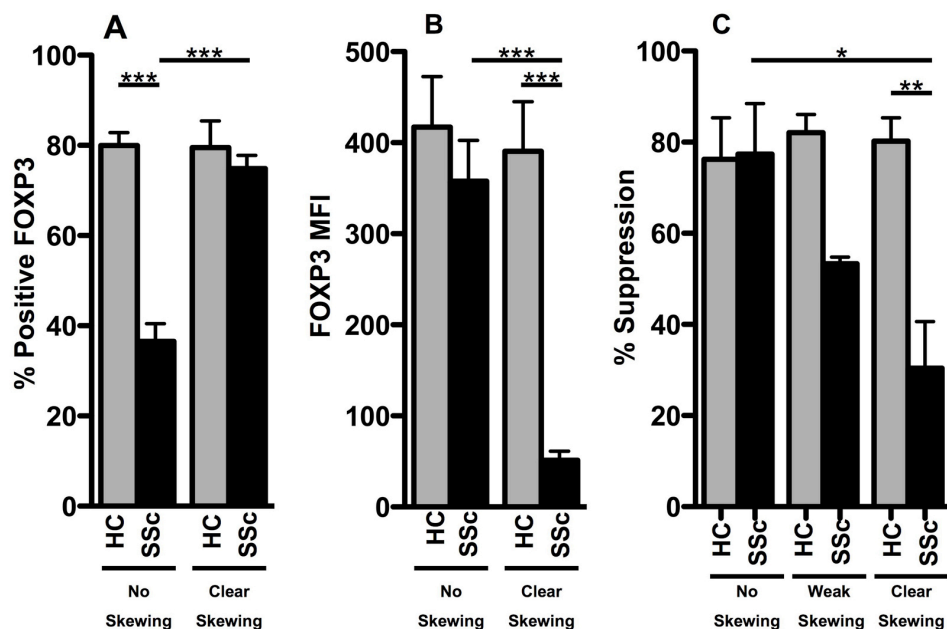 A
% Positive FOXP3
100
80
60
40
20
0
***
***
HC
SSc
HC
SSc
No
Skewing
Clear
Skewing
B
FOXP3 MFI
500
400
300
200
100
0
***
***
HC
SSc
HC
SSc
No
Skewing
Clear
Skewing
C
% Suppression
100
80
60
40
20
0
*
**
HC
SSc
HC
SSc
HC
SSc
No
Skewing
Weak
Skewing
Clear
Skewing